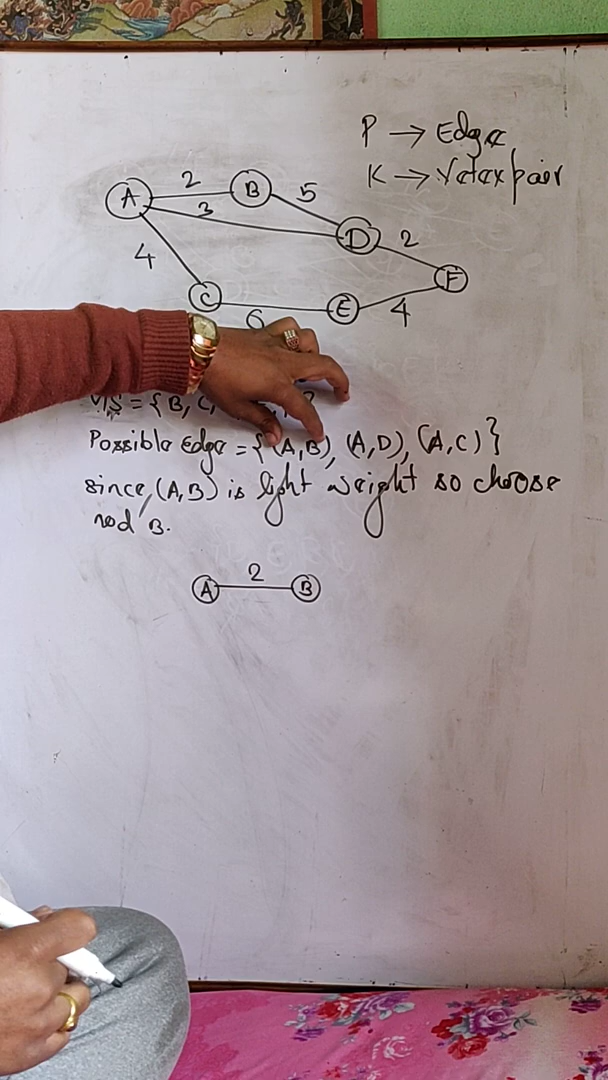 P → Edge
K → Vetex pair
A 2 B 5
3 D 2
4 F
C 6 E 4
V/S = {B, C,
Possible Edge = {(A,B), (A,D), (A,C)}
since, (A,B) is light weight so choose
nod B.
A 2 B